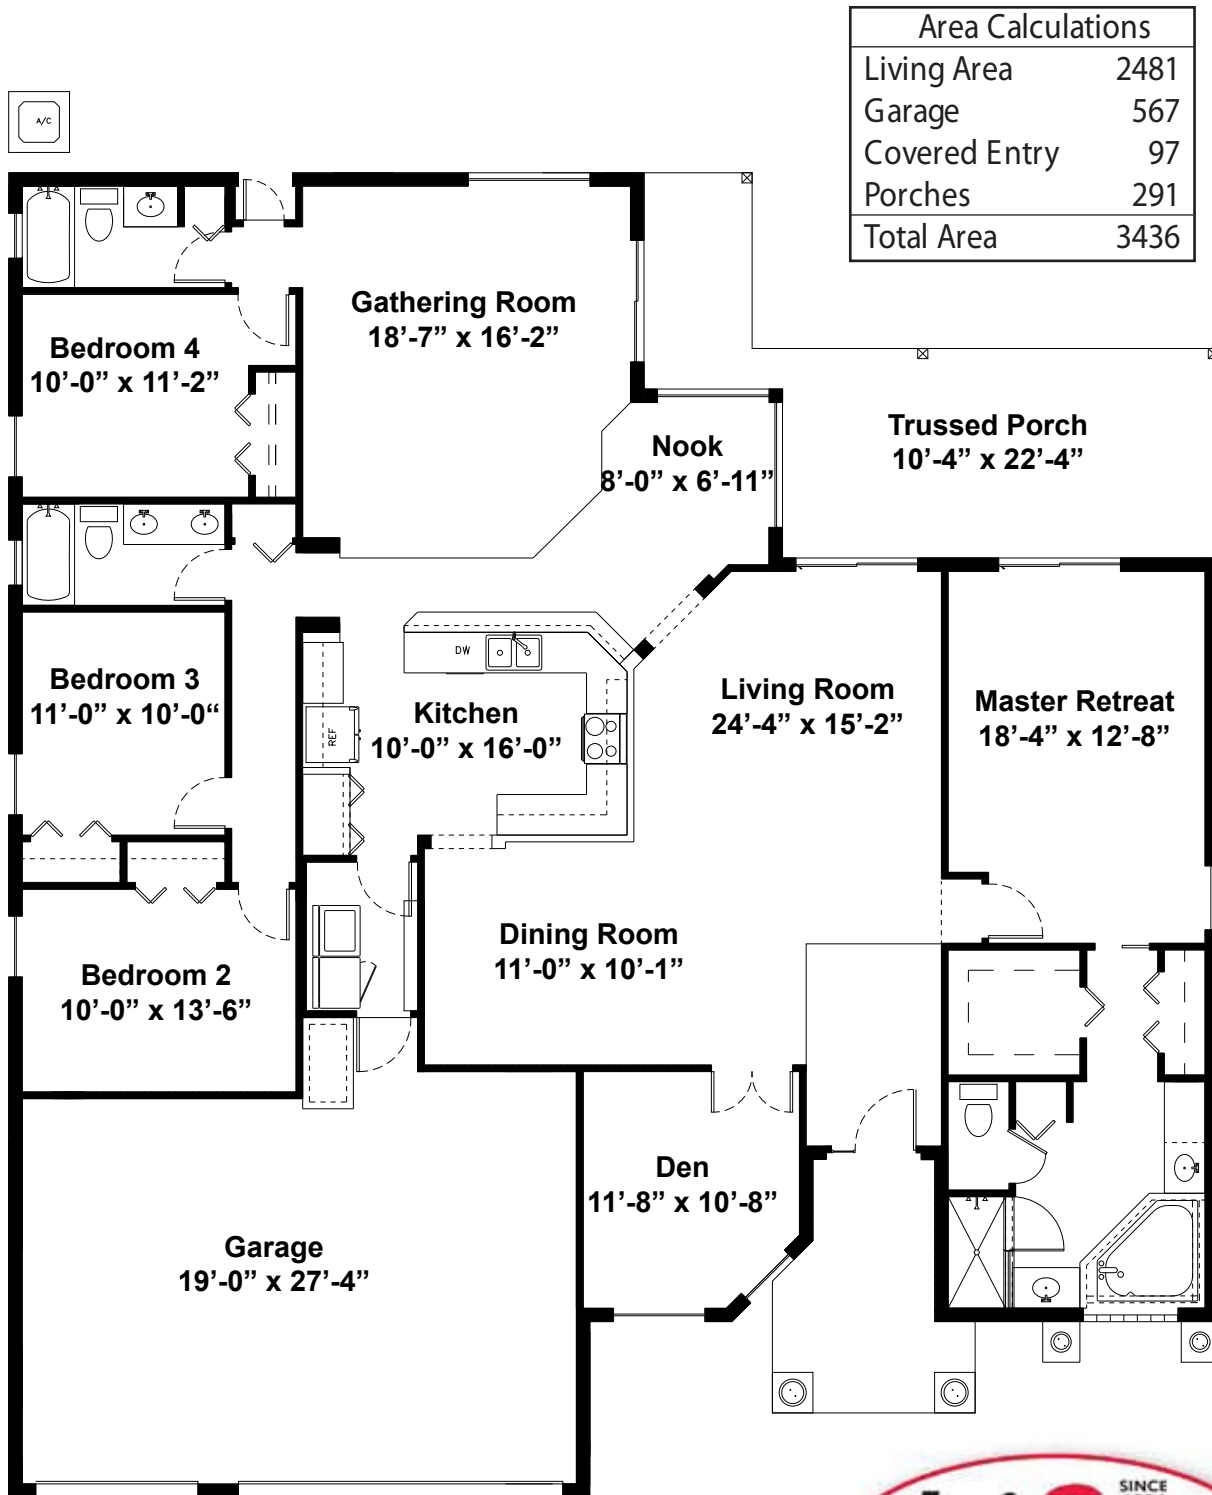 Area Calculations
Living Area 2481
Garage 567
Covered Entry 97
Porches 291
Total Area 3436
A/C
Gathering Room
18’-7” x 16’-2”
Bedroom 4
10’-0” x 11’-2”
Nook
8’-0” x 6’-11”
Trussed Porch
10’-4” x 22’-4”
DW
Bedroom 3
11’-0” x 10’-0“
REF
Kitchen
10’-0” x 16’-0”
Living Room
24’-4” x 15’-2”
Master Retreat
18’-4” x 12’-8”
Dining Room
11’-0” x 10’-1”
Bedroom 2
10’-0” x 13’-6”
Den
11’-8” x 10’-8”
Garage
19’-0” x 27’-4”
SINCE